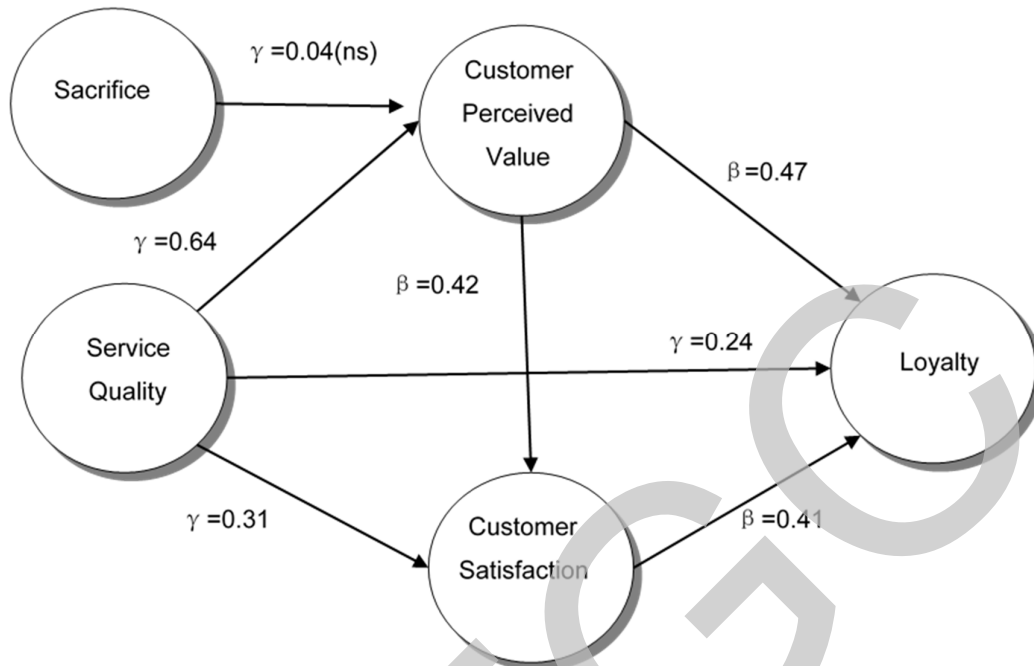 γ =0.04(ns)
Sacrifice
Customer
Perceived
Value
β=0.47
γ =0.64
β=0.42
Service
Quality
γ =0.24
Loyalty
γ =0.31
Customer
Satisfaction
β=0.41